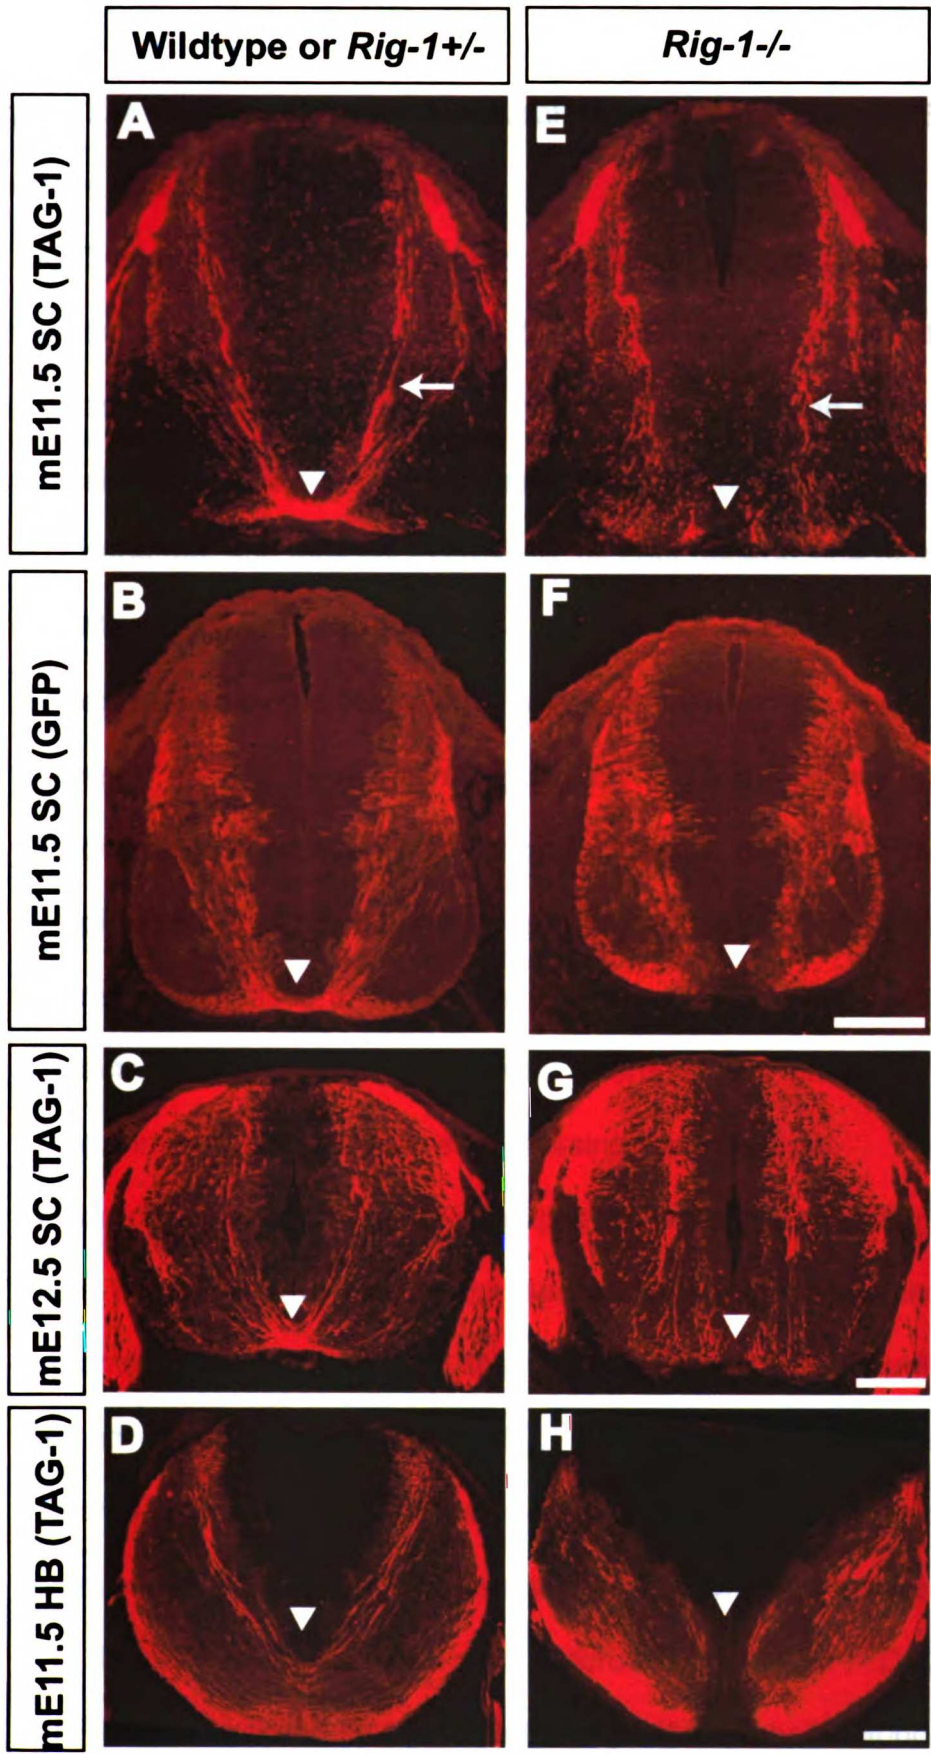 Wildtype or Rig-1+/-
Rig-1-/-
mE11.5 SC (TAG-1)
A
E
mE11.5 SC (GFP)
B
F
mE12.5 SC (TAG-1)
C
G
mE11.5 HB (TAG-1)
D
H